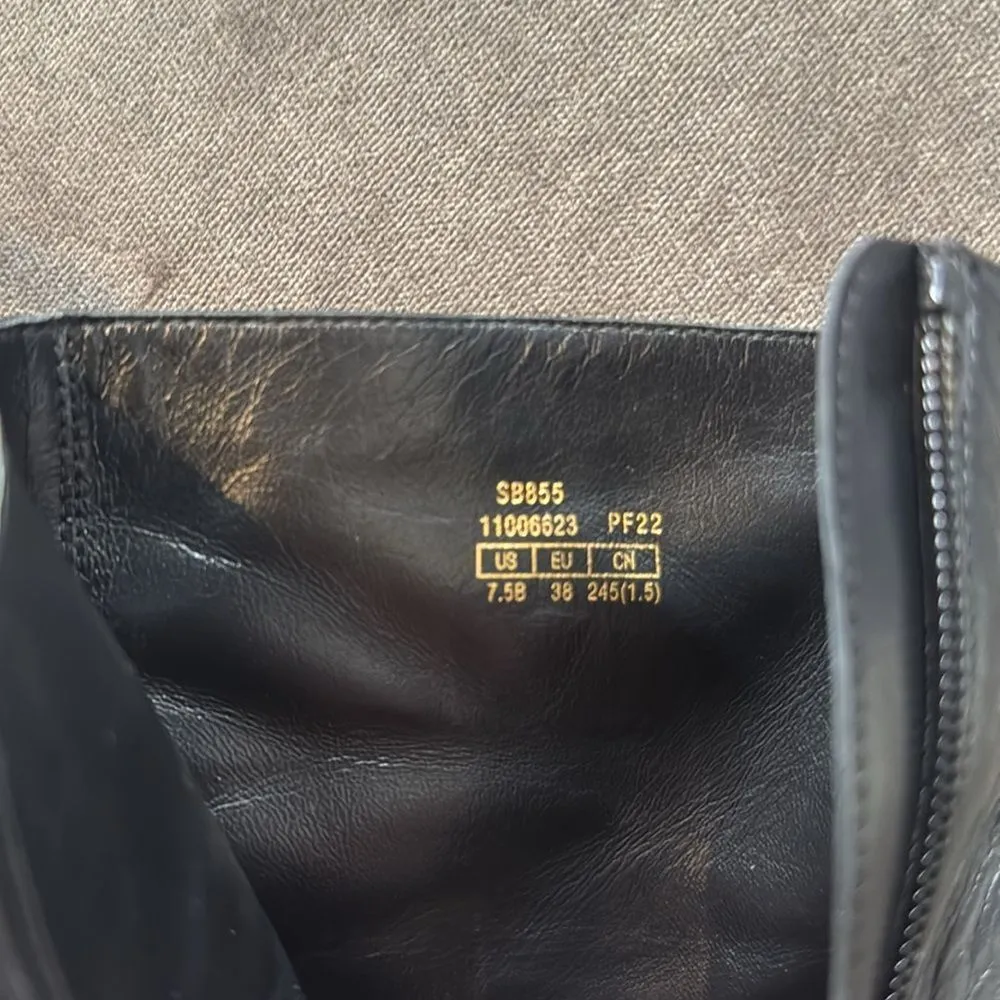 SB855
11006623 PF22
US EU CN
7.5B 38 245(1.5)